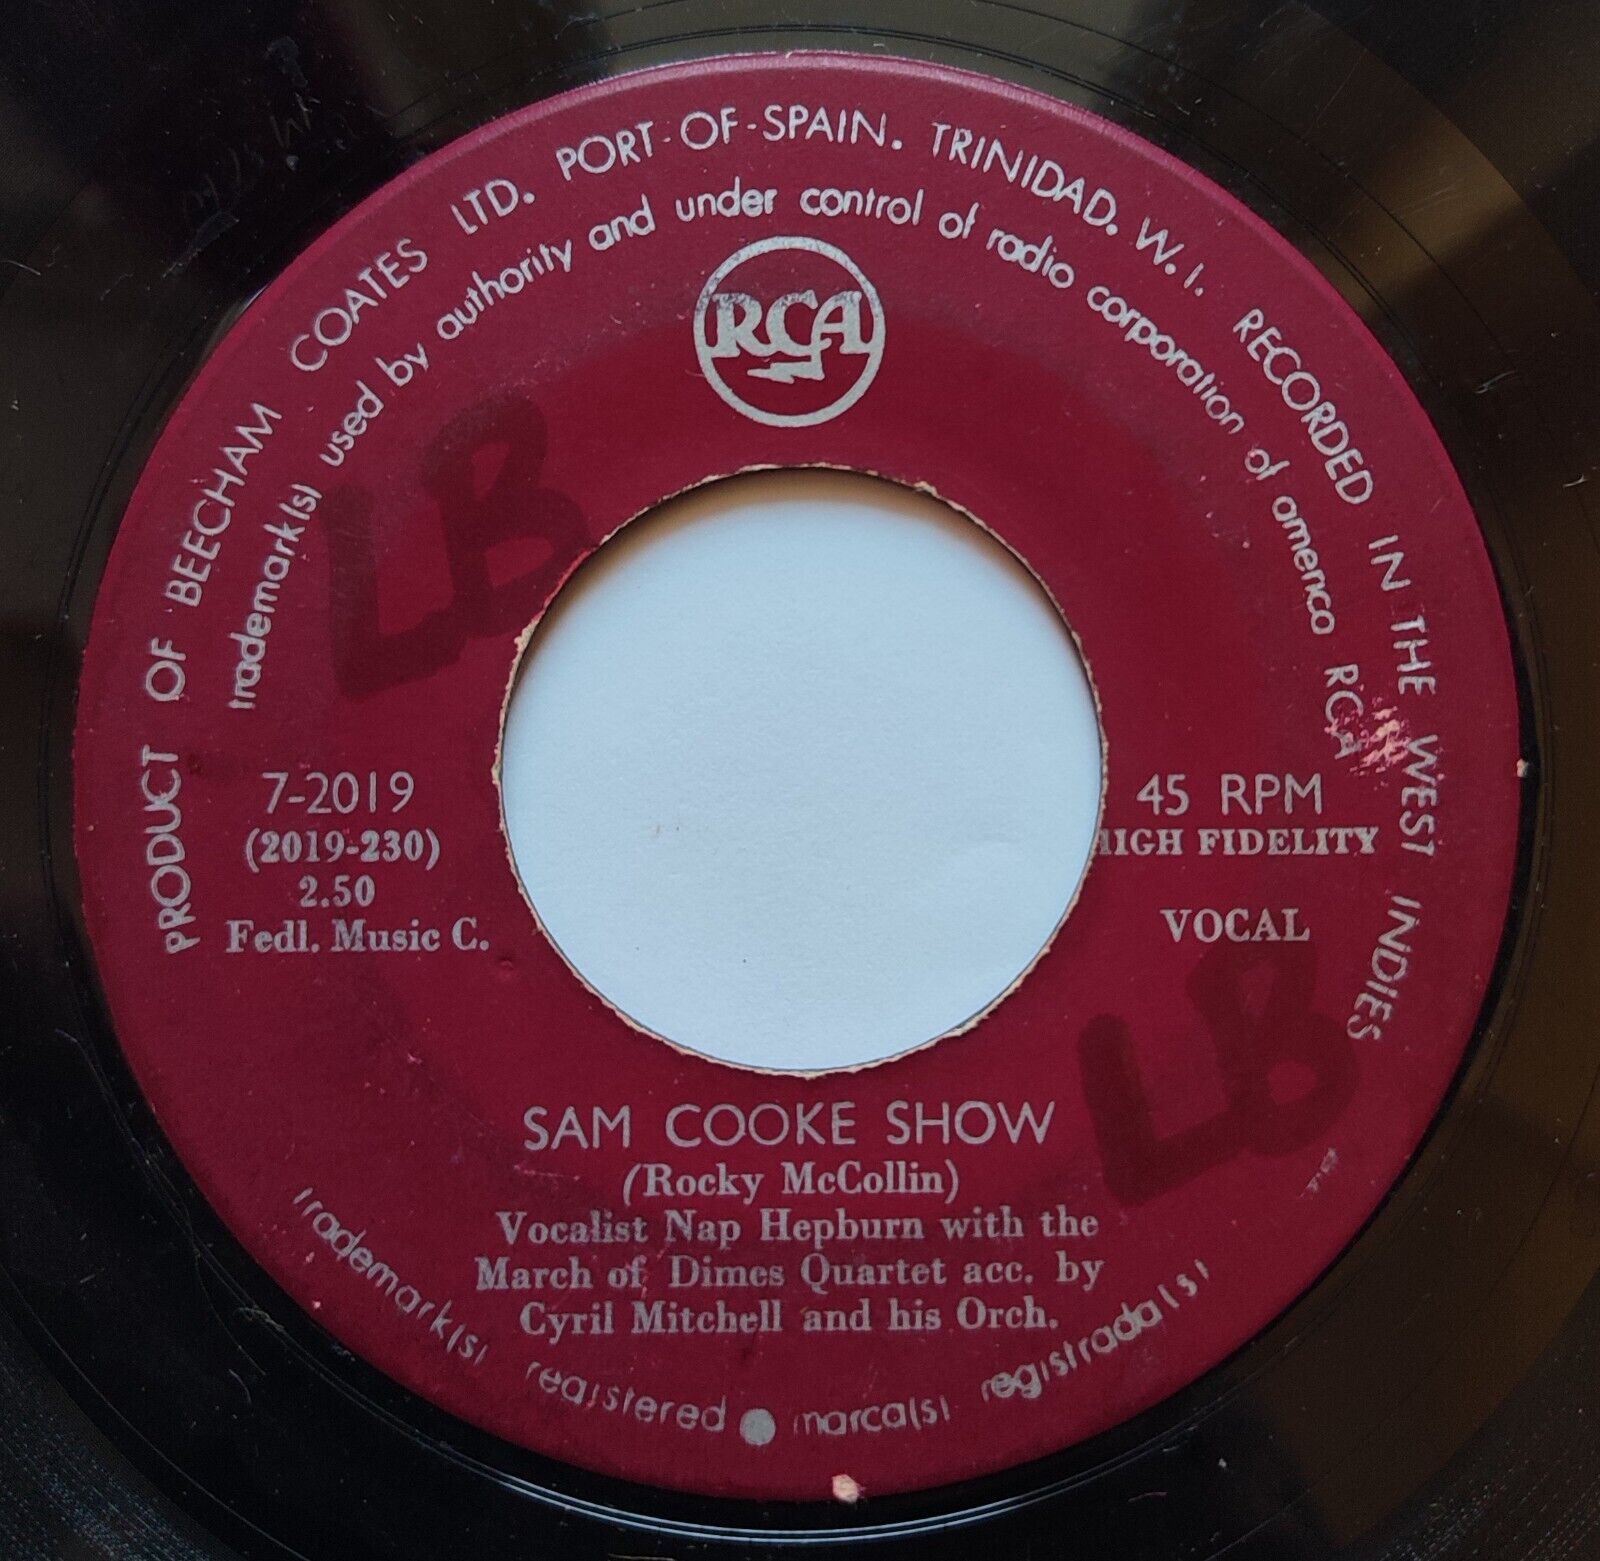 PRODUCT OF BEECHAM COATES LTD. PORT-OF-SPAIN. TRINIDAD. W.I. RECORDED IN THE WEST INDIES
trademark(s) used by authority and under control of radio corporation of america RCA
RCA
LB
7-2019
(2019-230)
2.50
Fedl. Music C.
45 RPM
HIGH FIDELITY
VOCAL
LB
SAM COOKE SHOW
(Rocky McCollin)
Vocalist Nap Hepburn with the
March of Dimes Quartet acc. by
Cyril Mitchell and his Orch.
trademark(s) registered ● marca(s) registrada(s)